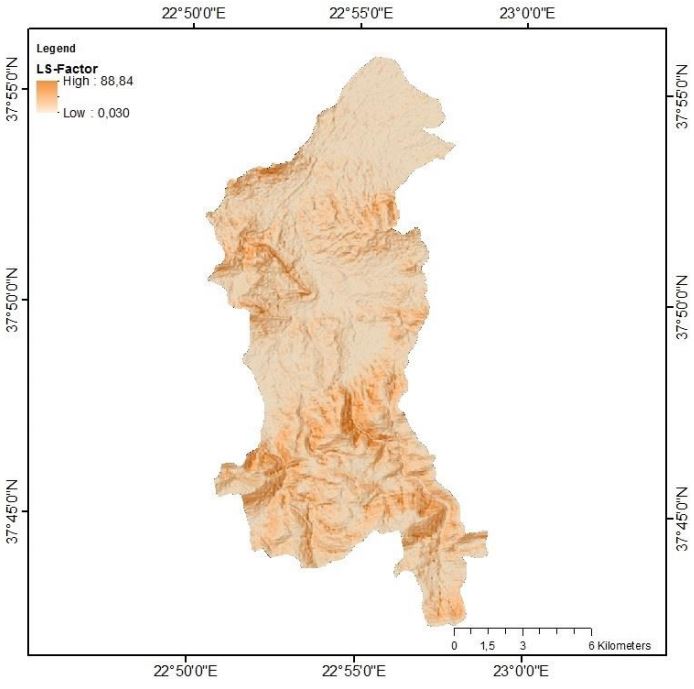 22°50'0"E 22°55'0"E 23°0'0"E
Legend
LS-Factor
High : 88,84
Low : 0,030
37°55'0"N 37°55'0"N
37°50'0"N 37°50'0"N
37°45'0"N 37°45'0"N
0 1,5 3 6 Kilometers
22°50'0"E 22°55'0"E 23°0'0"E